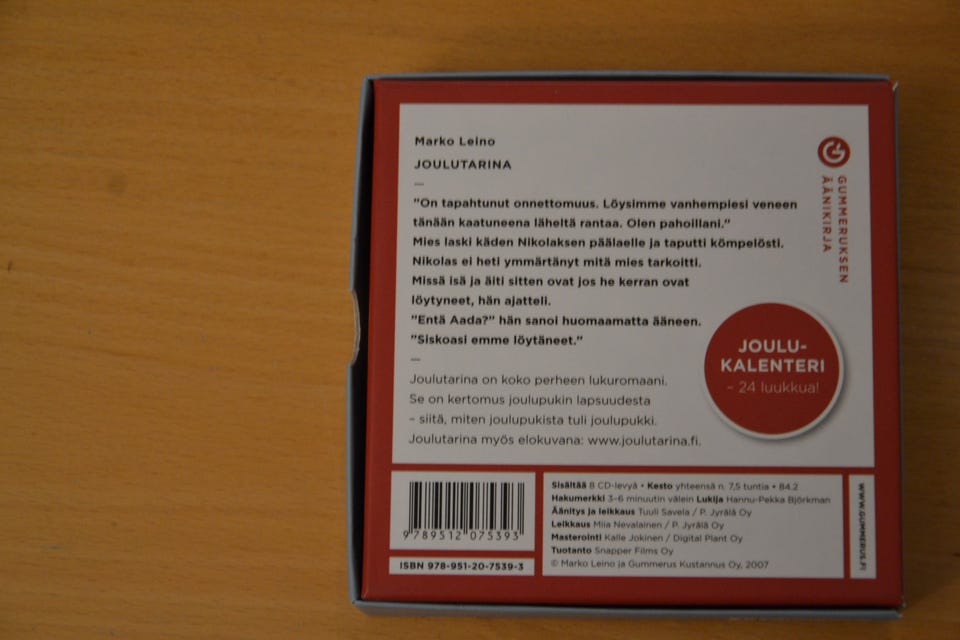 Marko Leino
JOULUTARINA
—
"On tapahtunut onnettomuus. Löysimme vanhempiesi veneen
tänään kaatuneena läheltä rantaa. Olen pahoillani."
Mies laski käden Nikolaksen päälaelle ja taputti kömpelösti.
Nikolas ei heti ymmärtänyt mitä mies tarkoitti.
Missä isä ja äiti sitten ovat jos he kerran ovat
löytyneet, hän ajatteli.
"Entä Aada?" hän sanoi huomaamatta ääneen.
"Siskoasi emme löytäneet."
—
Joulutarina on koko perheen lukuromaani.
Se on kertomus joulupukin lapsuudesta
– siitä, miten joulupukista tuli joulupukki.
Joulutarina myös elokuvana: www.joulutarina.fi.
GUMMERUKSEN
ÄÄNIKIRJA
JOULU-
KALENTERI
– 24 luukkua!
9789512075393
ISBN 978-951-20-7539-3
Sisältää 8 CD-levyä • Kesto yhteensä n. 7,5 tuntia • 84.2
Hakumerkki 3–6 minuutin välein Lukija Hannu-Pekka Björkman
Äänitys ja leikkaus Tuuli Savela / P. Jyrälä Oy
Leikkaus Miia Nevalainen / P. Jyrälä Oy
Masterointi Kalle Jokinen / Digital Plant Oy
Tuotanto Snapper Films Oy
© Marko Leino ja Gummerus Kustannus Oy, 2007
WWW.GUMMERUS.FI